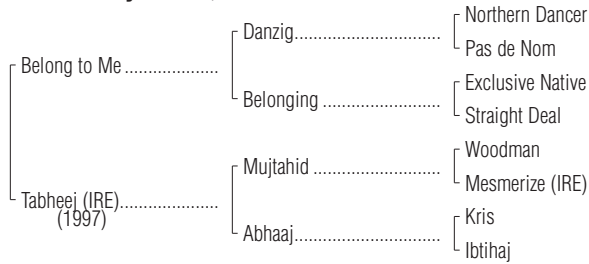 Northern Dancer
Danzig
Pas de Nom
Belong to Me
Exclusive Native
Belonging
Straight Deal
Woodman
Mujtahid
Mesmerize (IRE)
Tabheej (IRE)
(1997)
Kris
Abhaaj
Ibtihaj